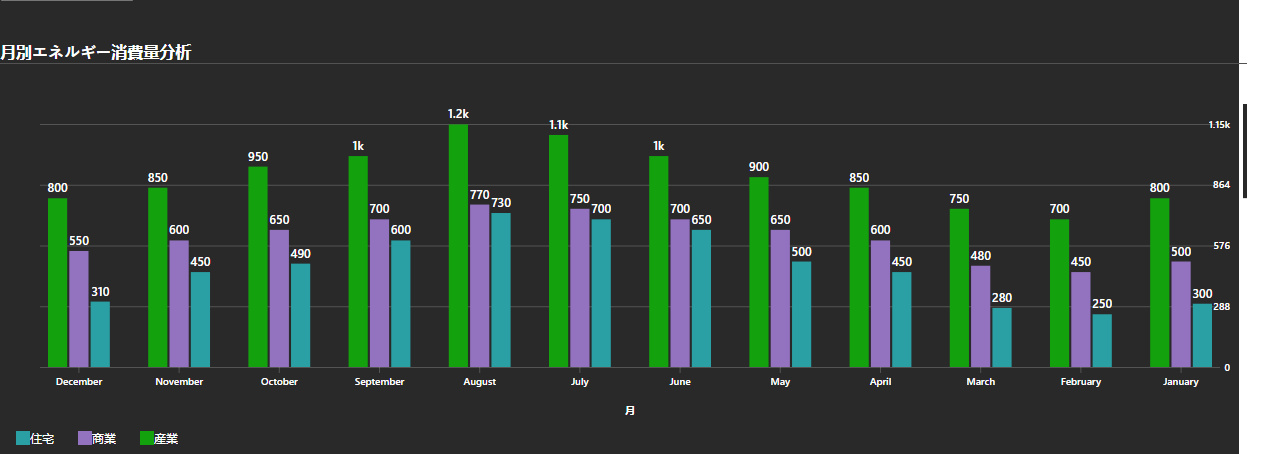 月別エネルギー消費量分析
1.2k
1.1k
1.15k
1k
1k
950
900
850
850
800
800
750
700
864
770
730
750
700
700
700
650
650
650
600
600
600
550
500
500
490
480
450
450
450
576
310
300
280
250
288
0
December
November
October
September
August
July
June
May
April
March
February
January
月
住宅
商業
産業